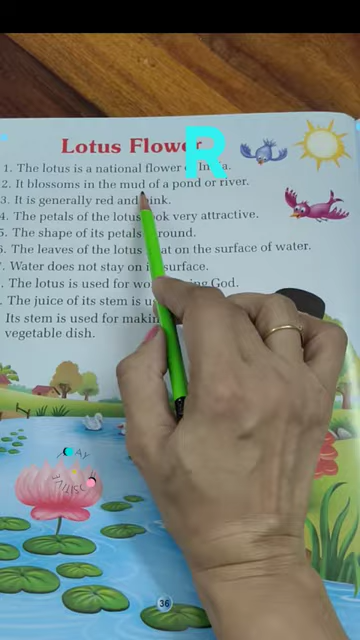 Lotus Flower
R
1. The lotus is a national flower India.
2. It blossoms in the mud of a pond or river.
3. It is generally red and pink.
4. The petals of the lotus look very attractive.
5. The shape of its petals round.
6. The leaves of the lotus on the surface of water.
Water does not stay on surface.
The lotus is used for God.
The juice of its stem is
Its stem is used for making
vegetable dish.
36